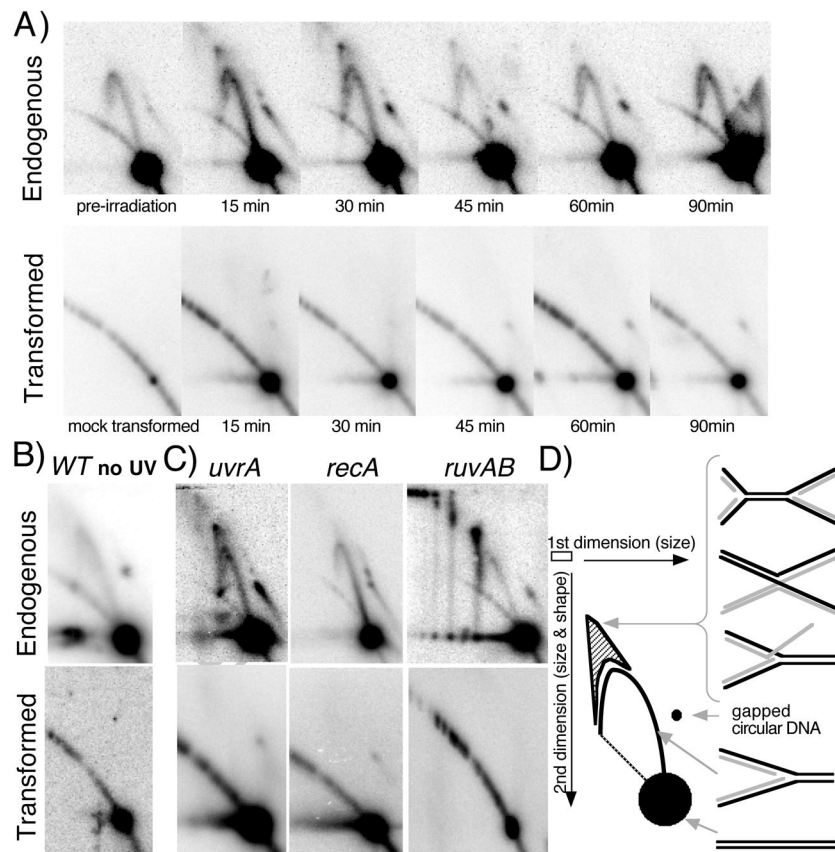 A)
Endogenous
pre-irradiation 15 min 30 min 45 min 60min 90min
Transformed
mock transformed 15 min 30 min 45 min 60min 90min
B) WT no UV C) uvrA recA ruvAB D)
Endogenous
Transformed
1st dimension (size)
2nd dimension (size & shape)
gapped
circular DNA